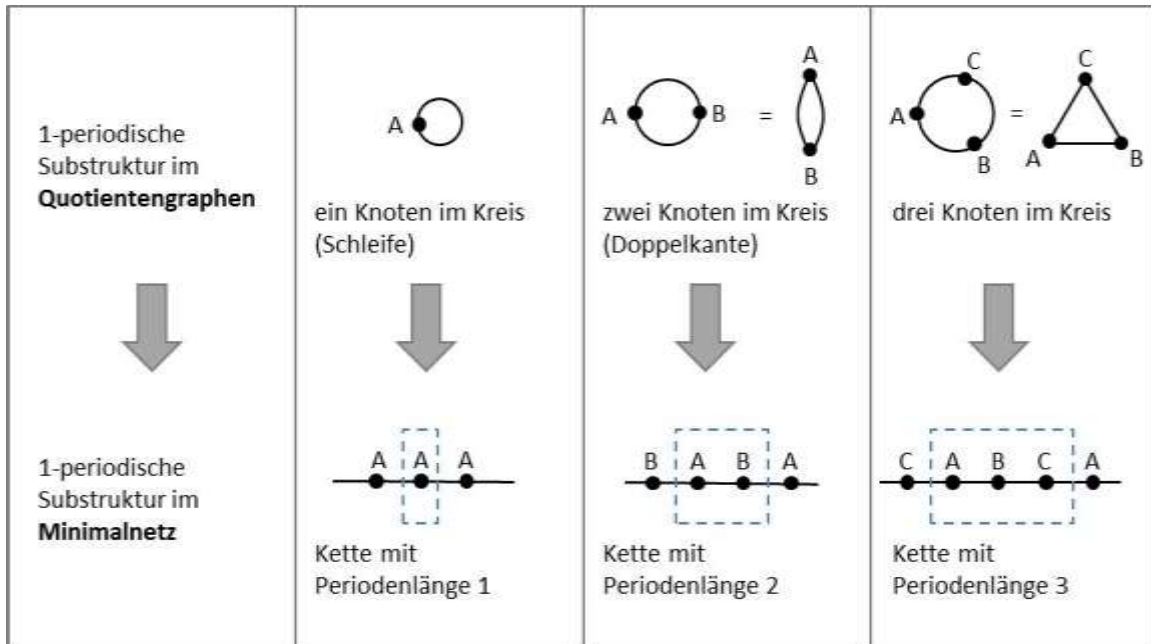 1-periodische
Substruktur im
Quotientengraphen
A
ein Knoten im Kreis
(Schleife)
A B = A
B
zwei Knoten im Kreis
(Doppelkante)
A C B = C
A B
drei Knoten im Kreis
1-periodische
Substruktur im
Minimalnetz
A A A
Kette mit
Periodenlänge 1
B A B A
Kette mit
Periodenlänge 2
C A B C A
Kette mit
Periodenlänge 3